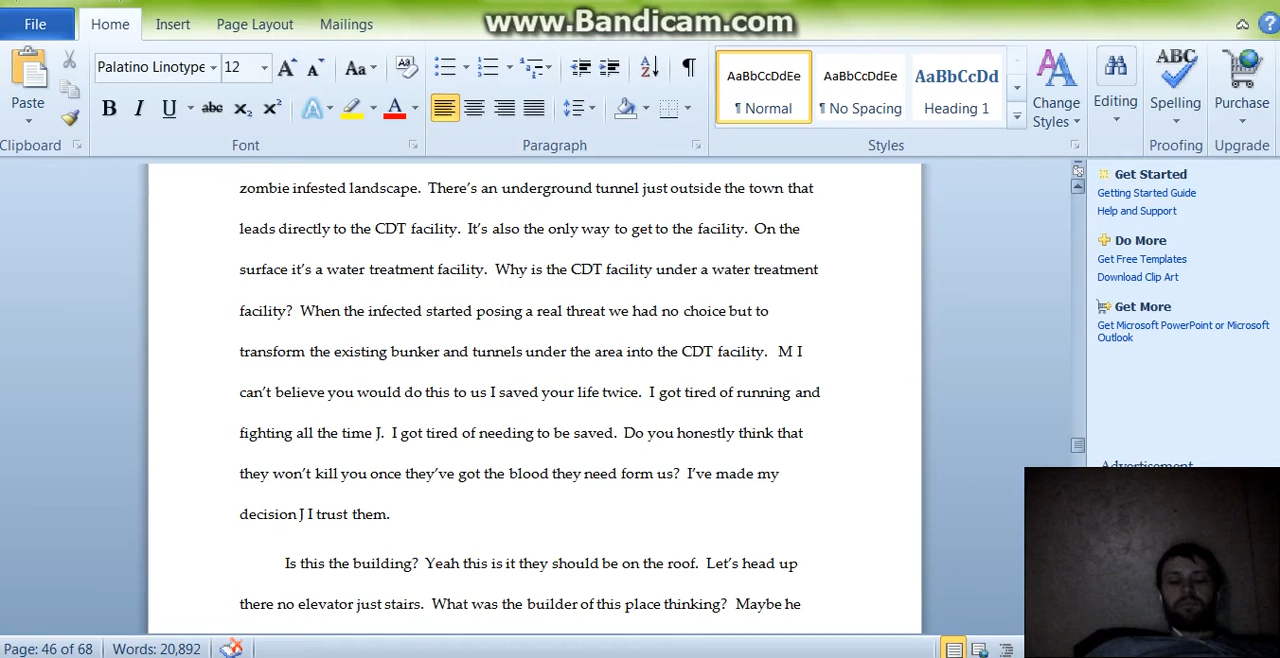 www.Bandicam.com
File Home Insert Page Layout Mailings
Palatino Linotype 12 Aa
AaBbCcDdEe AaBbCcDdEe AaBbCcDd
Paste B I U abc X₂ X² A A ¶ Normal ¶ No Spacing Heading 1 Change Styles Editing ABC Spelling Purchase
Clipboard Font Paragraph Styles Proofing Upgrade
zombie infested landscape.  There’s an underground tunnel just outside the town that
leads directly to the CDT facility.  It’s also the only way to get to the facility.  On the
surface it’s a water treatment facility.  Why is the CDT facility under a water treatment
facility?  When the infected started posing a real threat we had no choice but to
transform the existing bunker and tunnels under the area into the CDT facility.   M I
can’t believe you would do this to us I saved your life twice.  I got tired of running and
fighting all the time J.  I got tired of needing to be saved.  Do you honestly think that
they won’t kill you once they’ve got the blood they need form us?  I’ve made my
decision J I trust them.
Is this the building?  Yeah this is it they should be on the roof.  Let’s head up
there no elevator just stairs.  What was the builder of this place thinking?  Maybe he
Get Started
Getting Started Guide
Help and Support
Do More
Get Free Templates
Download Clip Art
Get More
Get Microsoft PowerPoint or Microsoft
Outlook
Advertisement
Page: 46 of 68 Words: 20,892